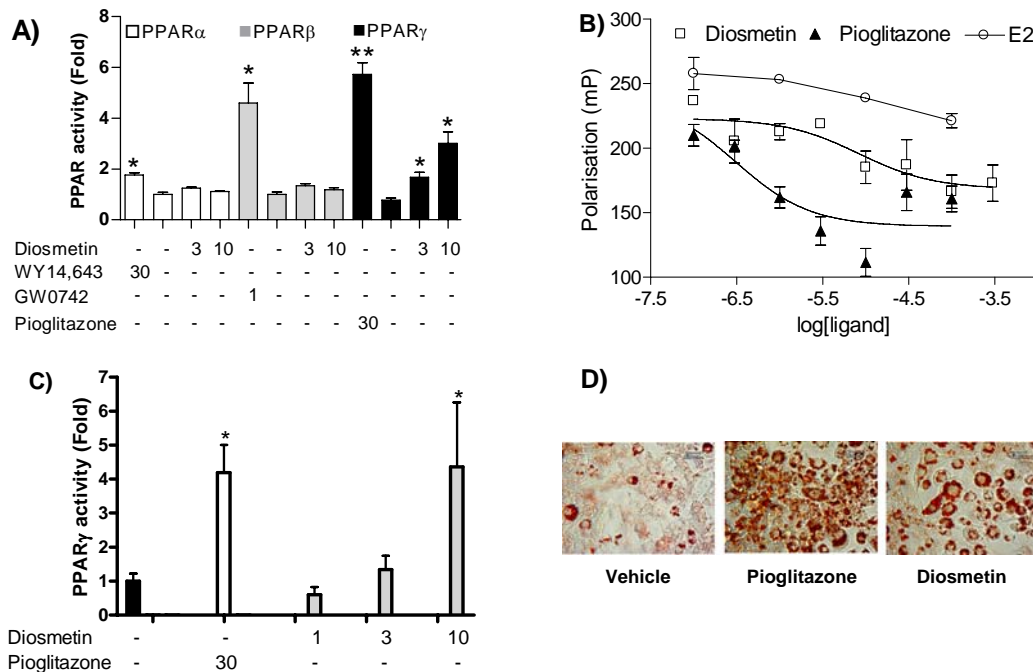 A)
PPARα PPARβ PPARγ
PPAR activity (Fold)
8
6
4
2
0
* * ** * *
Diosmetin - - 3 10 - - 3 10 - - 3 10
WY14,643 30 - - - - - - - - - - -
GW0742 - - - - 1 - - - - - - -
Pioglitazone - - - - - - - - 30 - - -
B)
Diosmetin Pioglitazone E2
Polarisation (mP)
300
250
200
150
100
-7.5 -6.5 -5.5 -4.5 -3.5
log[ligand]
C)
PPARγ activity (Fold)
7
6
5
4
3
2
1
0
* *
Diosmetin - - 1 3 10
Pioglitazone - 30 - - -
D)
Vehicle Pioglitazone Diosmetin